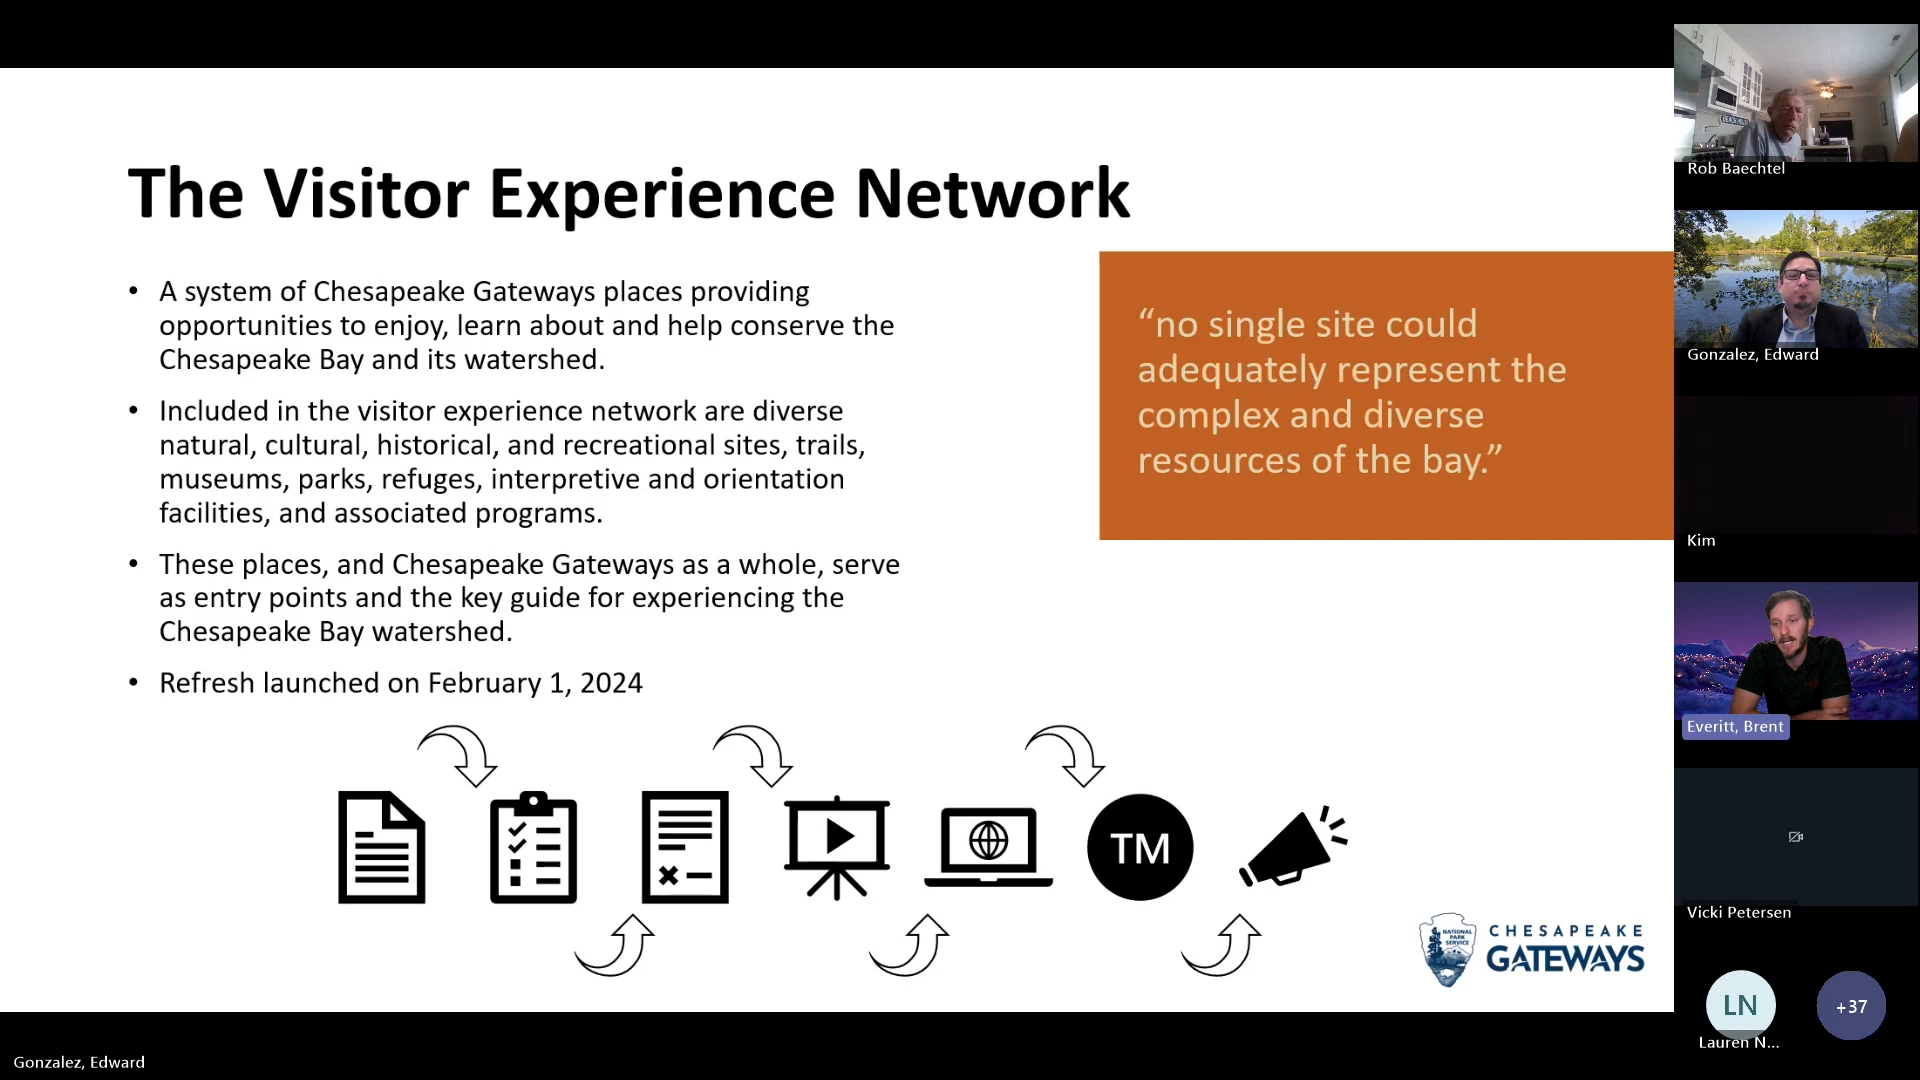 The Visitor Experience Network
• A system of Chesapeake Gateways places providing
opportunities to enjoy, learn about and help conserve the
Chesapeake Bay and its watershed.
• Included in the visitor experience network are diverse
natural, cultural, historical, and recreational sites, trails,
museums, parks, refuges, interpretive and orientation
facilities, and associated programs.
• These places, and Chesapeake Gateways as a whole, serve
as entry points and the key guide for experiencing the
Chesapeake Bay watershed.
• Refresh launched on February 1, 2024
“no single site could
adequately represent the
complex and diverse
resources of the bay.”
TM
NATIONAL
PARK
SERVICE
CHESAPEAKE
GATEWAYS
BEACH HOUSE
Rob Baechtel
Gonzalez, Edward
Kim
Everitt, Brent
Vicki Petersen
LN
+37
Lauren N...
Gonzalez, Edward